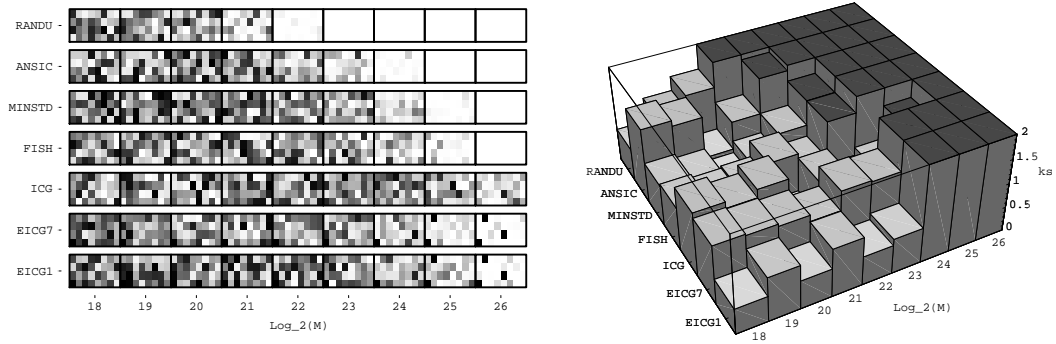 RANDU
ANSIC
MINSTD
FISH
ICG
EICG7
EICG1
18 19 20 21 22 23 24 25 26
Log_2(M)
RANDU
ANSIC
MINSTD
FISH
ICG
EICG7
EICG1
18 19 20 21 22 23 24 25 26
Log_2(M)
2
1.5
1
0.5
0
ks